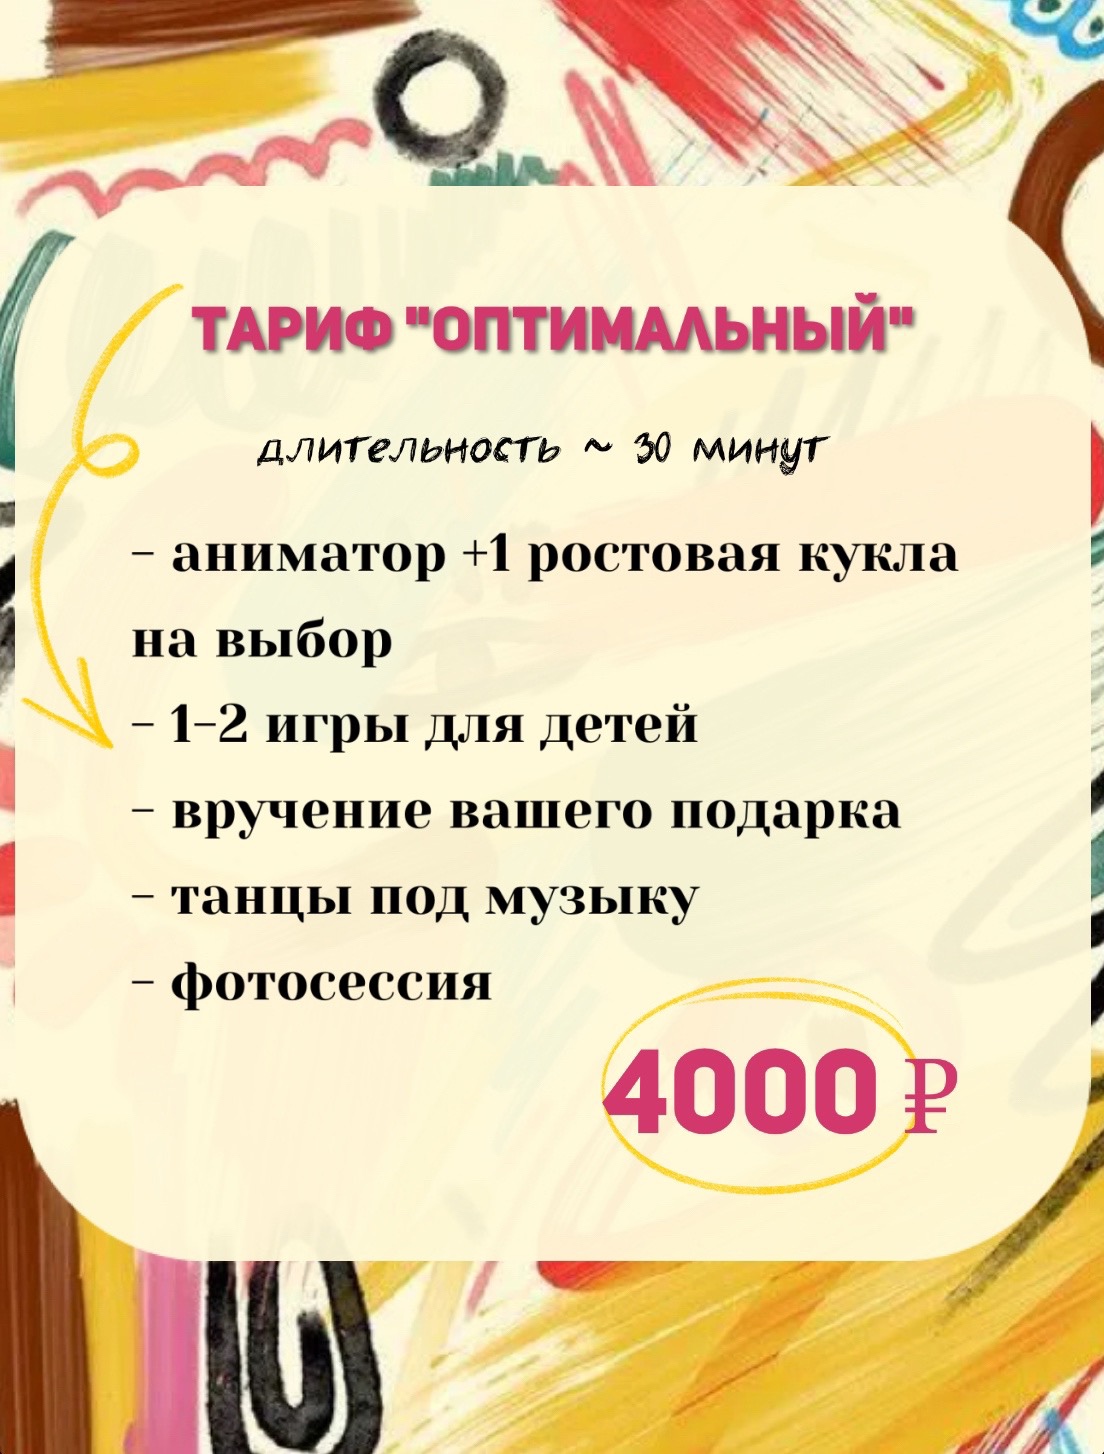 ТАРИФ "ОПТИМАЛЬНЫЙ"
длительность ~ 30 минут
- аниматор +1 ростовая кукла
на выбор
- 1-2 игры для детей
- вручение вашего подарка
- танцы под музыку
- фотосессия
4000 ₽